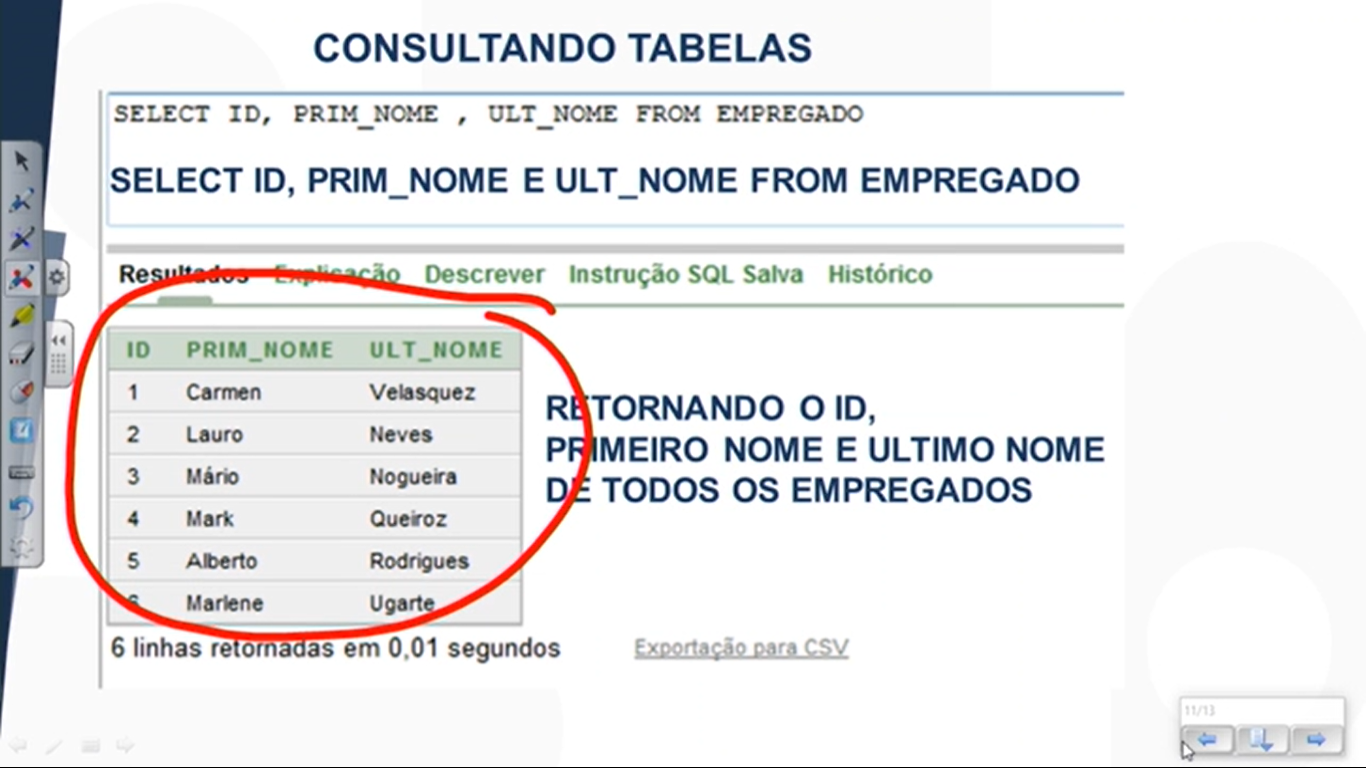 CONSULTANDO TABELAS
SELECT ID, PRIM_NOME , ULT_NOME FROM EMPREGADO
SELECT ID, PRIM_NOME E ULT_NOME FROM EMPREGADO
Resultados Explicação Descrever Instrução SQL Salva Histórico
ID PRIM_NOME ULT_NOME
1 Carmen Velasquez
2 Lauro Neves
3 Mário Nogueira
4 Mark Queiroz
5 Alberto Rodrigues
6 Marlene Ugarte
RETORNANDO O ID,
PRIMEIRO NOME E ULTIMO NOME
DE TODOS OS EMPREGADOS
6 linhas retornadas em 0,01 segundos
Exportação para CSV
11/13